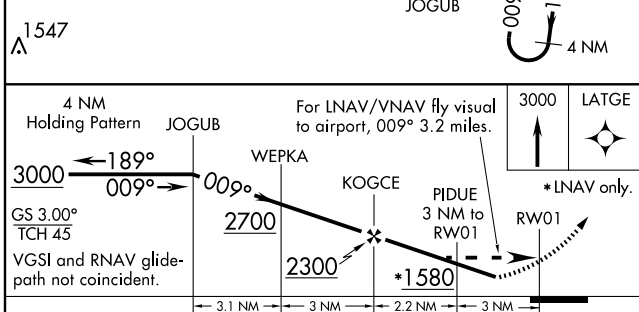 JOGUB
009
1
4 NM
1547
4 NM
Holding Pattern
JOGUB
For LNAV/VNAV fly visual
to airport, 009° 3.2 miles.
3000
LATGE
189°
3000
009°
009°
WEPKA
KOGCE
PIDUE
3 NM to
RW01
*LNAV only.
RW01
GS 3.00°
TCH 45
2700
2300
*1580
VGSI and RNAV glide-
path not coincident.
3.1 NM
3 NM
2.2 NM
3 NM